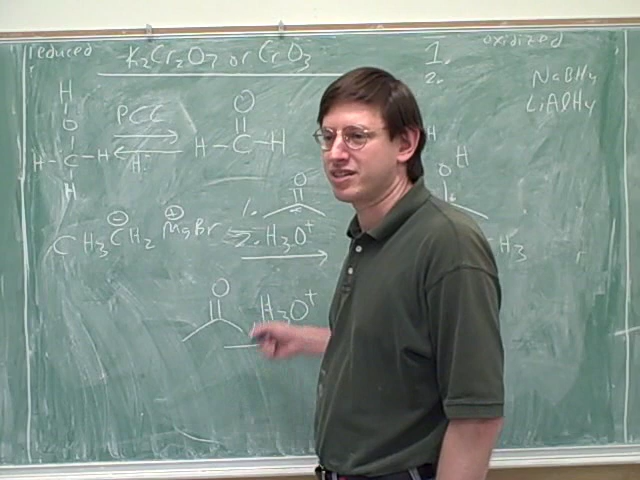 reduced K2Cr2O7 or CrO3 1. oxidized
2. NaBH4
LiAlH4
H O
O PCC H-C-H H
H-C-H H:
H
1. O O H
CH3CH2 MgBr 2. H3O+ H3
⊖ ⊕
O H3O+